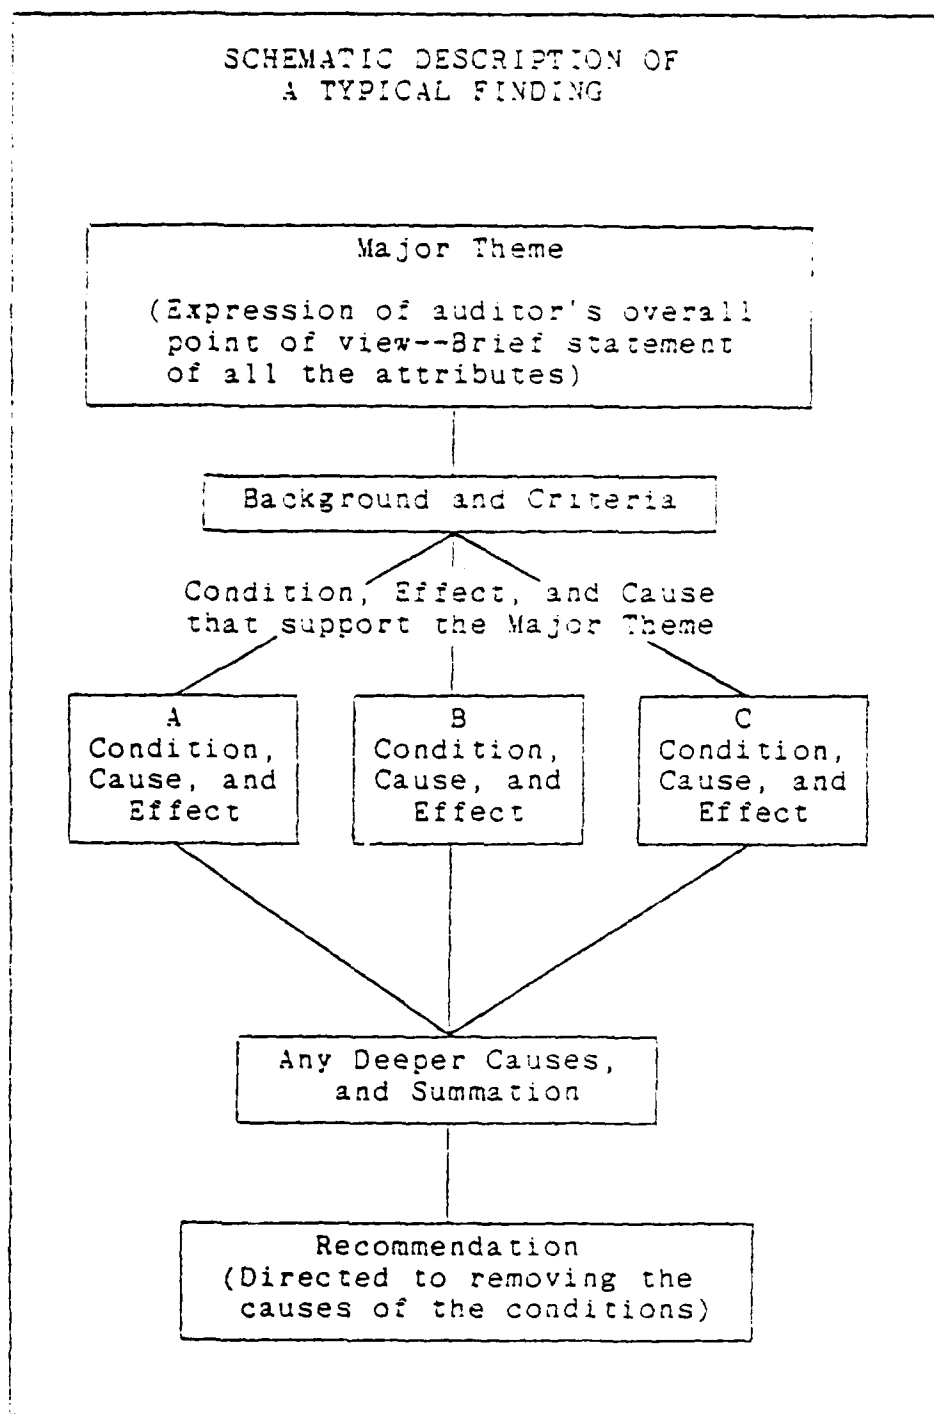 SCHEMATIC DESCRIPTION OF
A TYPICAL FINDING
Major Theme
(Expression of auditor's overall
point of view--Brief statement
of all the attributes)
Background and Criteria
Condition, Effect, and Cause
that support the Major Theme
A
Condition,
Cause, and
Effect
B
Condition,
Cause, and
Effect
C
Condition,
Cause, and
Effect
Any Deeper Causes,
and Summation
Recommendation
(Directed to removing the
causes of the conditions)